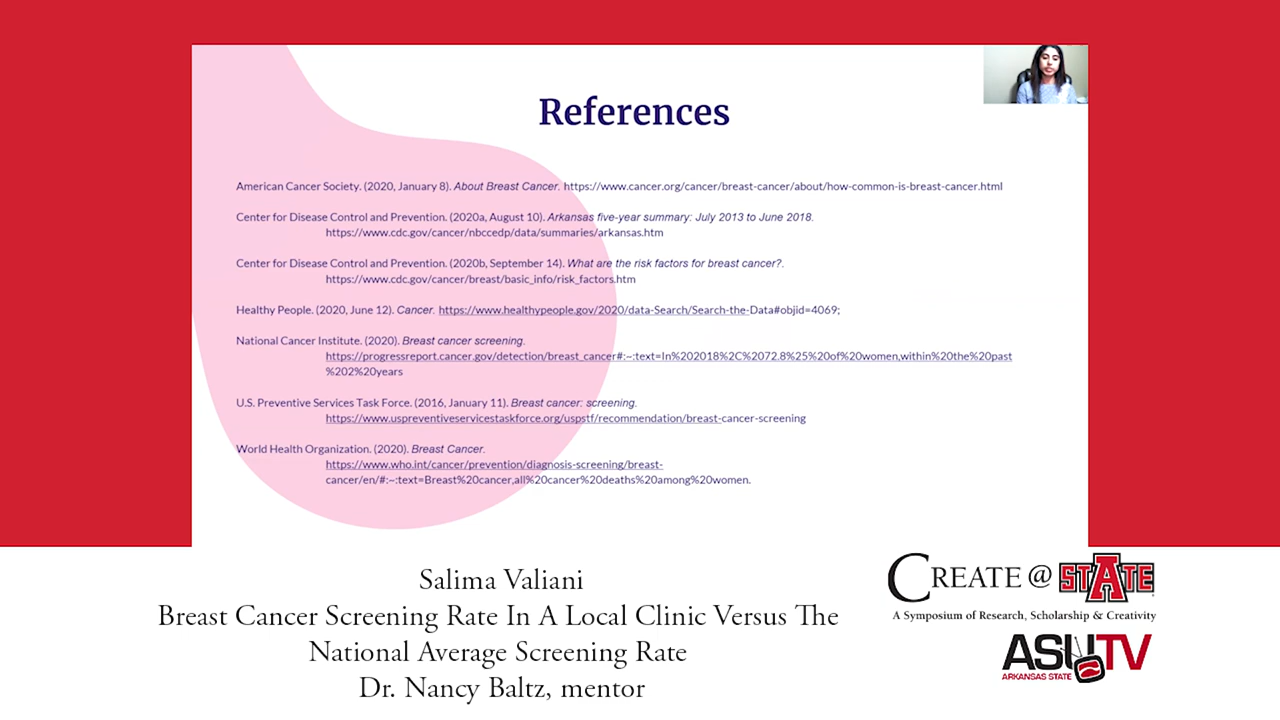 References
American Cancer Society. (2020, January 8). About Breast Cancer. https://www.cancer.org/cancer/breast-cancer/about/how-common-is-breast-cancer.html
Center for Disease Control and Prevention. (2020a, August 10). Arkansas five-year summary: July 2013 to June 2018.
https://www.cdc.gov/cancer/nbccedp/data/summaries/arkansas.htm
Center for Disease Control and Prevention. (2020b, September 14). What are the risk factors for breast cancer?.
https://www.cdc.gov/cancer/breast/basic_info/risk_factors.htm
Healthy People. (2020, June 12). Cancer. https://www.healthypeople.gov/2020/data-Search/Search-the-Data#objid=4069;
National Cancer Institute. (2020). Breast cancer screening.
https://progressreport.cancer.gov/detection/breast_cancer#:~:text=In%202018%2C%2072.8%25%20of%20women,within%20the%20past
%202%20years
U.S. Preventive Services Task Force. (2016, January 11). Breast cancer: screening.
https://www.uspreventiveservicestaskforce.org/uspstf/recommendation/breast-cancer-screening
World Health Organization. (2020). Breast Cancer.
https://www.who.int/cancer/prevention/diagnosis-screening/breast-
cancer/en/#:~:text=Breast%20cancer,all%20cancer%20deaths%20among%20women.
Salima Valiani
Breast Cancer Screening Rate In A Local Clinic Versus The
National Average Screening Rate
Dr. Nancy Baltz, mentor
CREATE @ STATE
A Symposium of Research, Scholarship & Creativity
ASU TV
ARKANSAS STATE